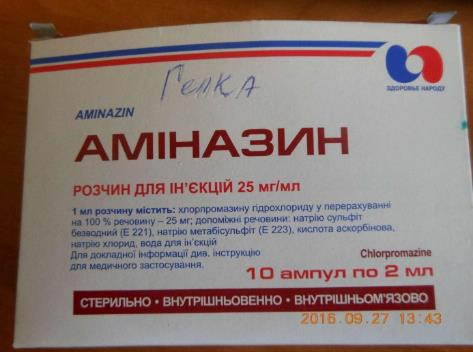 Гепка
ЗДОРОВЬЕ НАРОДУ
AMINAZIN
АМІНАЗИН
РОЗЧИН ДЛЯ ІН'ЄКЦІЙ 25 мг/мл
1 мл розчину містить: хлорпромазину гідрохлориду у перерахуванні
на 100 % речовину – 25 мг; допоміжні речовини: натрію сульфіт
безводний (Е 221), натрію метабісульфіт (Е 223), кислота аскорбінова,
натрію хлорид, вода для ін'єкцій
Для докладної інформації див. інструкцію
для медичного застосування.
Chlorpromazine
10 ампул по 2 мл
СТЕРИЛЬНО • ВНУТРІШНЬОВЕННО • ВНУТРІШНЬОМ'ЯЗОВО
2016.09.27 13:43